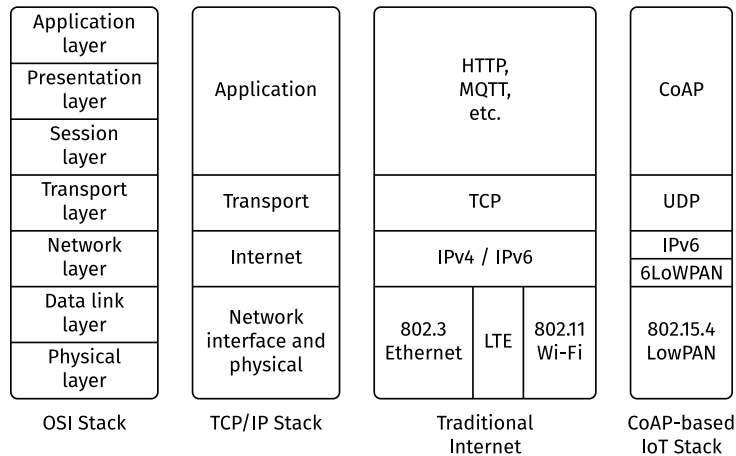 Application
layer
Presentation
layer
Session
layer
Transport
layer
Network
layer
Data link
layer
Physical
layer
OSI Stack
Application
Transport
Internet
Network
interface and
physical
TCP/IP Stack
HTTP,
MQTT,
etc.
TCP
IPv4 / IPv6
802.3
Ethernet
LTE
802.11
Wi-Fi
Traditional
Internet
CoAP
UDP
IPv6
6LoWPAN
802.15.4
LowPAN
CoAP-based
IoT Stack